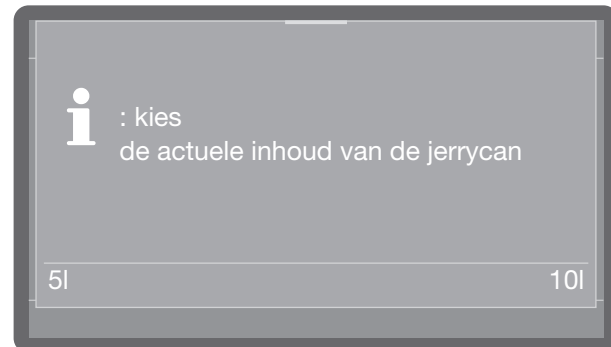 : kies
de actuele inhoud van de jerrycan
5l 10l